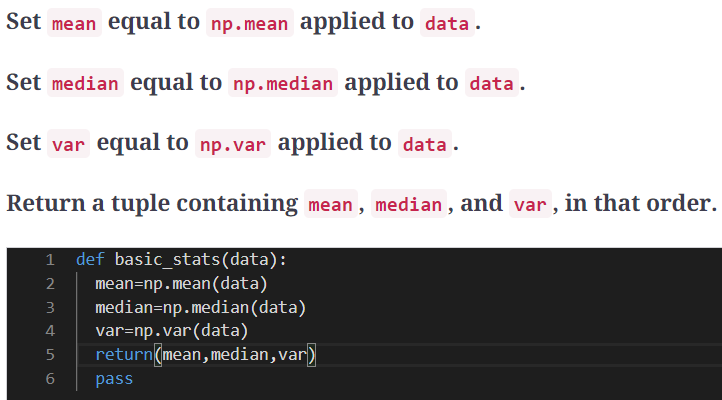 Set mean equal to np.mean applied to data.
Set median equal to np.median applied to data.
Set var equal to np.var applied to data.
Return a tuple containing mean, median, and var, in that order.
1 def basic_stats(data):
2 mean=np.mean(data)
3 median=np.median(data)
4 var=np.var(data)
5 return(mean,median,var)
6 pass